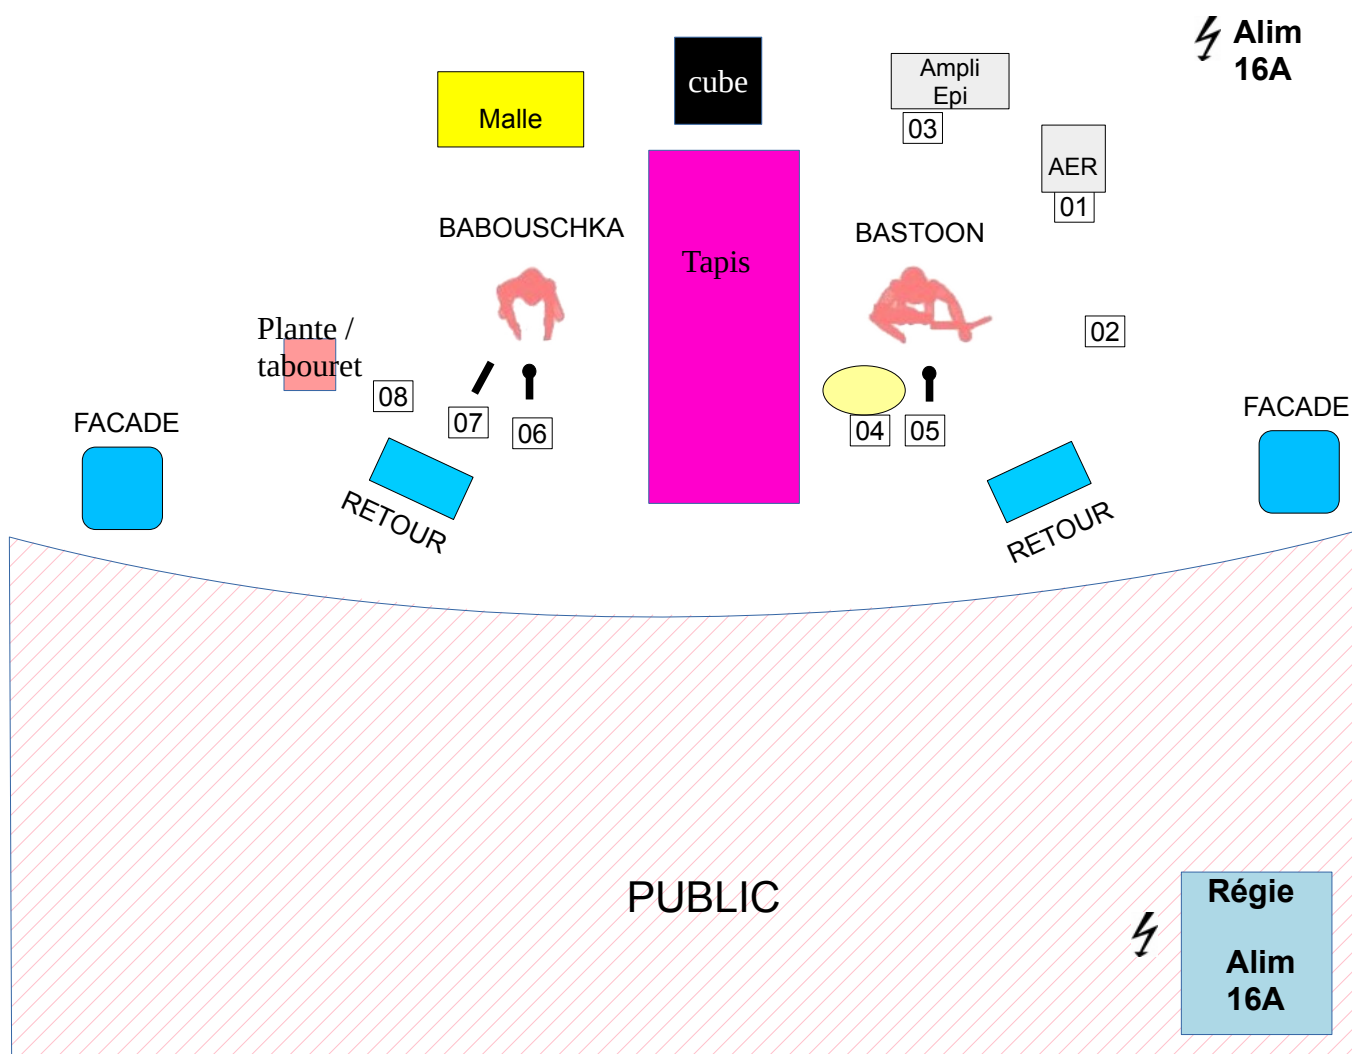 Alim
16A
cube
Ampli
Epi
Malle
03
AER
01
BABOUSCHKA
BASTOON
Tapis
Plante /
tabouret
02
08
07
06
04
05
FACADE
FACADE
RETOUR
RETOUR
PUBLIC
Régie
Alim
16A